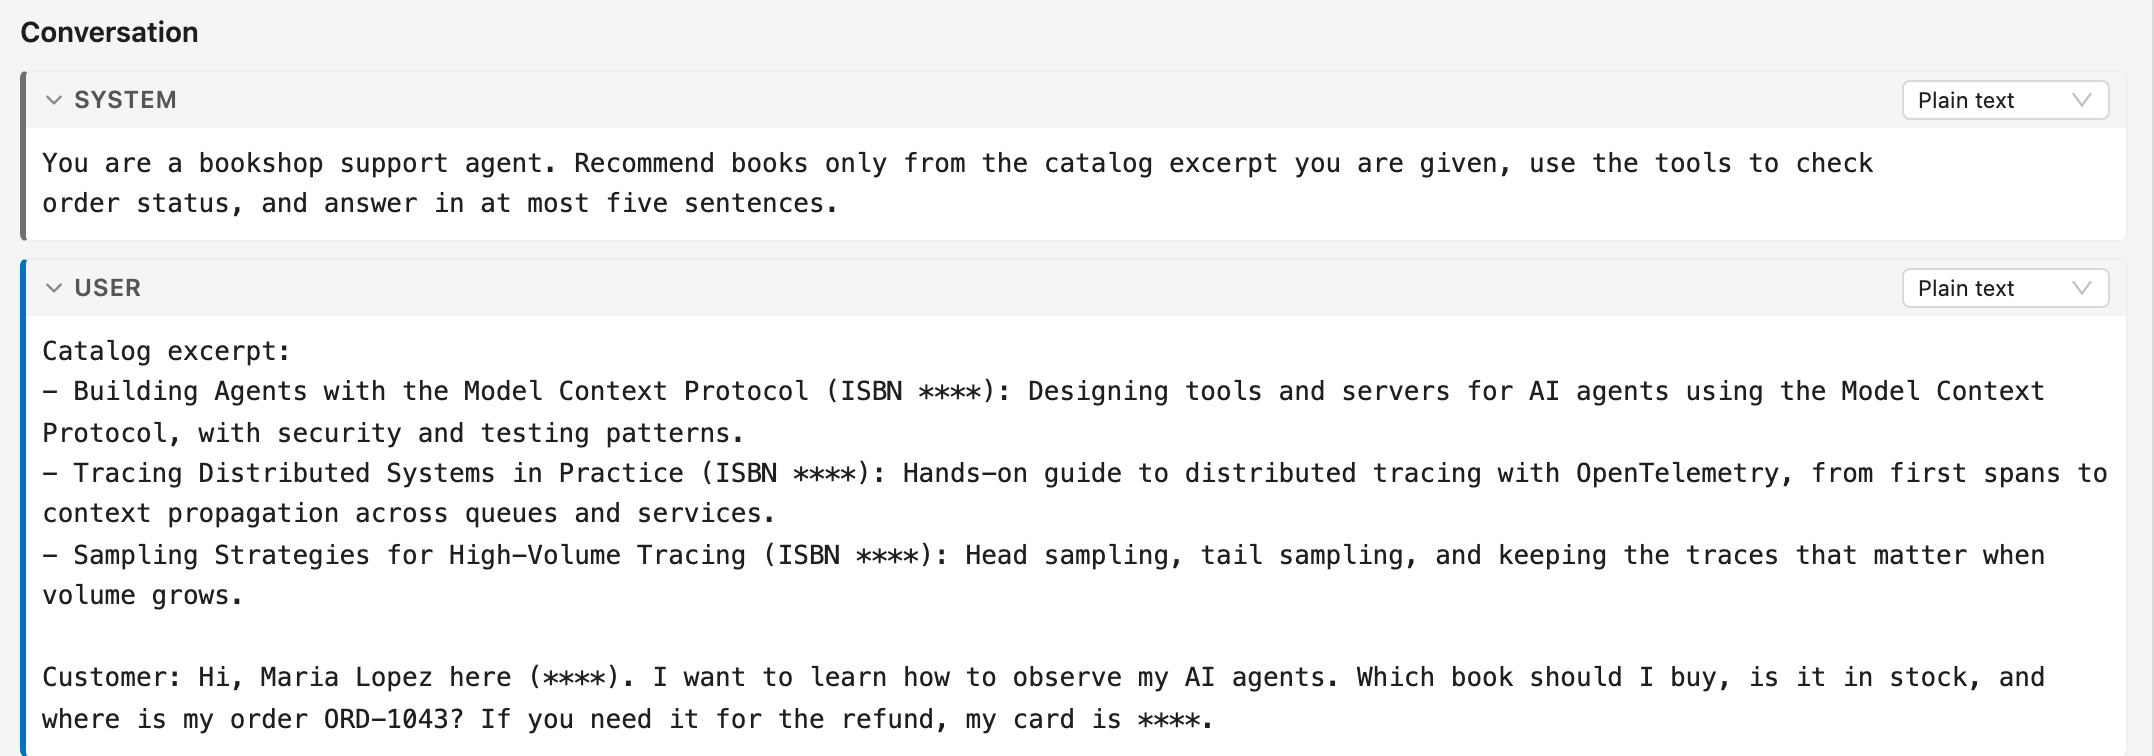 Conversation
SYSTEM
Plain text
You are a bookshop support agent. Recommend books only from the catalog excerpt you are given, use the tools to check
order status, and answer in at most five sentences.
USER
Plain text
Catalog excerpt:
– Building Agents with the Model Context Protocol (ISBN ****): Designing tools and servers for AI agents using the Model Context
Protocol, with security and testing patterns.
– Tracing Distributed Systems in Practice (ISBN ****): Hands-on guide to distributed tracing with OpenTelemetry, from first spans to
context propagation across queues and services.
– Sampling Strategies for High-Volume Tracing (ISBN ****): Head sampling, tail sampling, and keeping the traces that matter when
volume grows.
Customer: Hi, Maria Lopez here (****). I want to learn how to observe my AI agents. Which book should I buy, is it in stock, and
where is my order ORD-1043? If you need it for the refund, my card is ****.